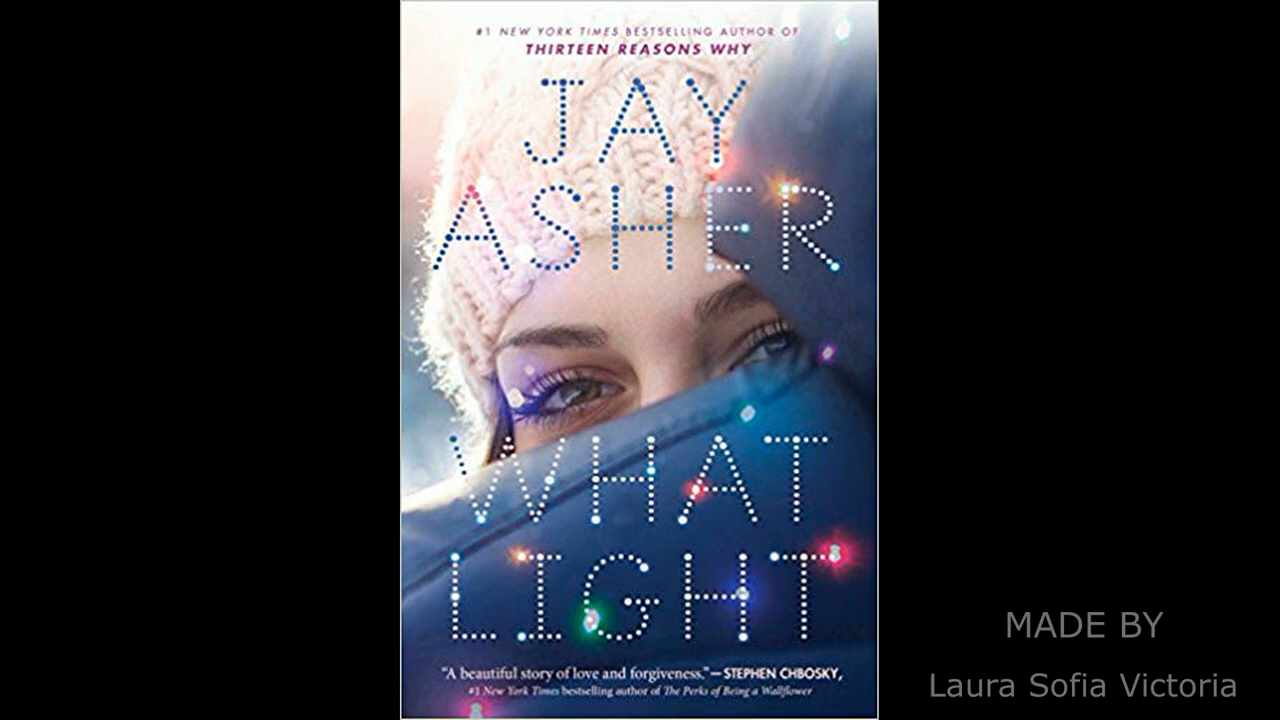 #1 NEW YORK TIMES BESTSELLING AUTHOR OF
THIRTEEN REASONS WHY
JAY
ASHER
WHAT
LIGHT
"A beautiful story of love and forgiveness."—STEPHEN CHBOSKY,
#1 New York Times bestselling author of The Perks of Being a Wallflower
MADE BY
Laura Sofia Victoria